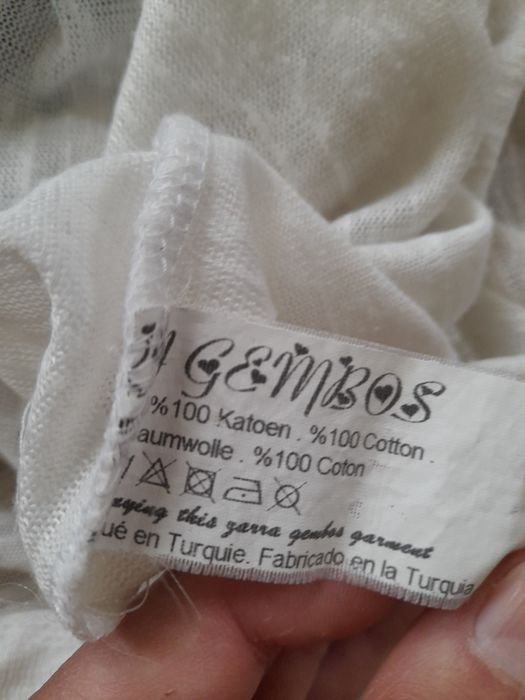 GEMBOS
%100 Katoen . %100 Cotton .
aumwolle . %100 Coton
ying this zarra gembos garment
ué en Turquie. Fabricado en la Turquia